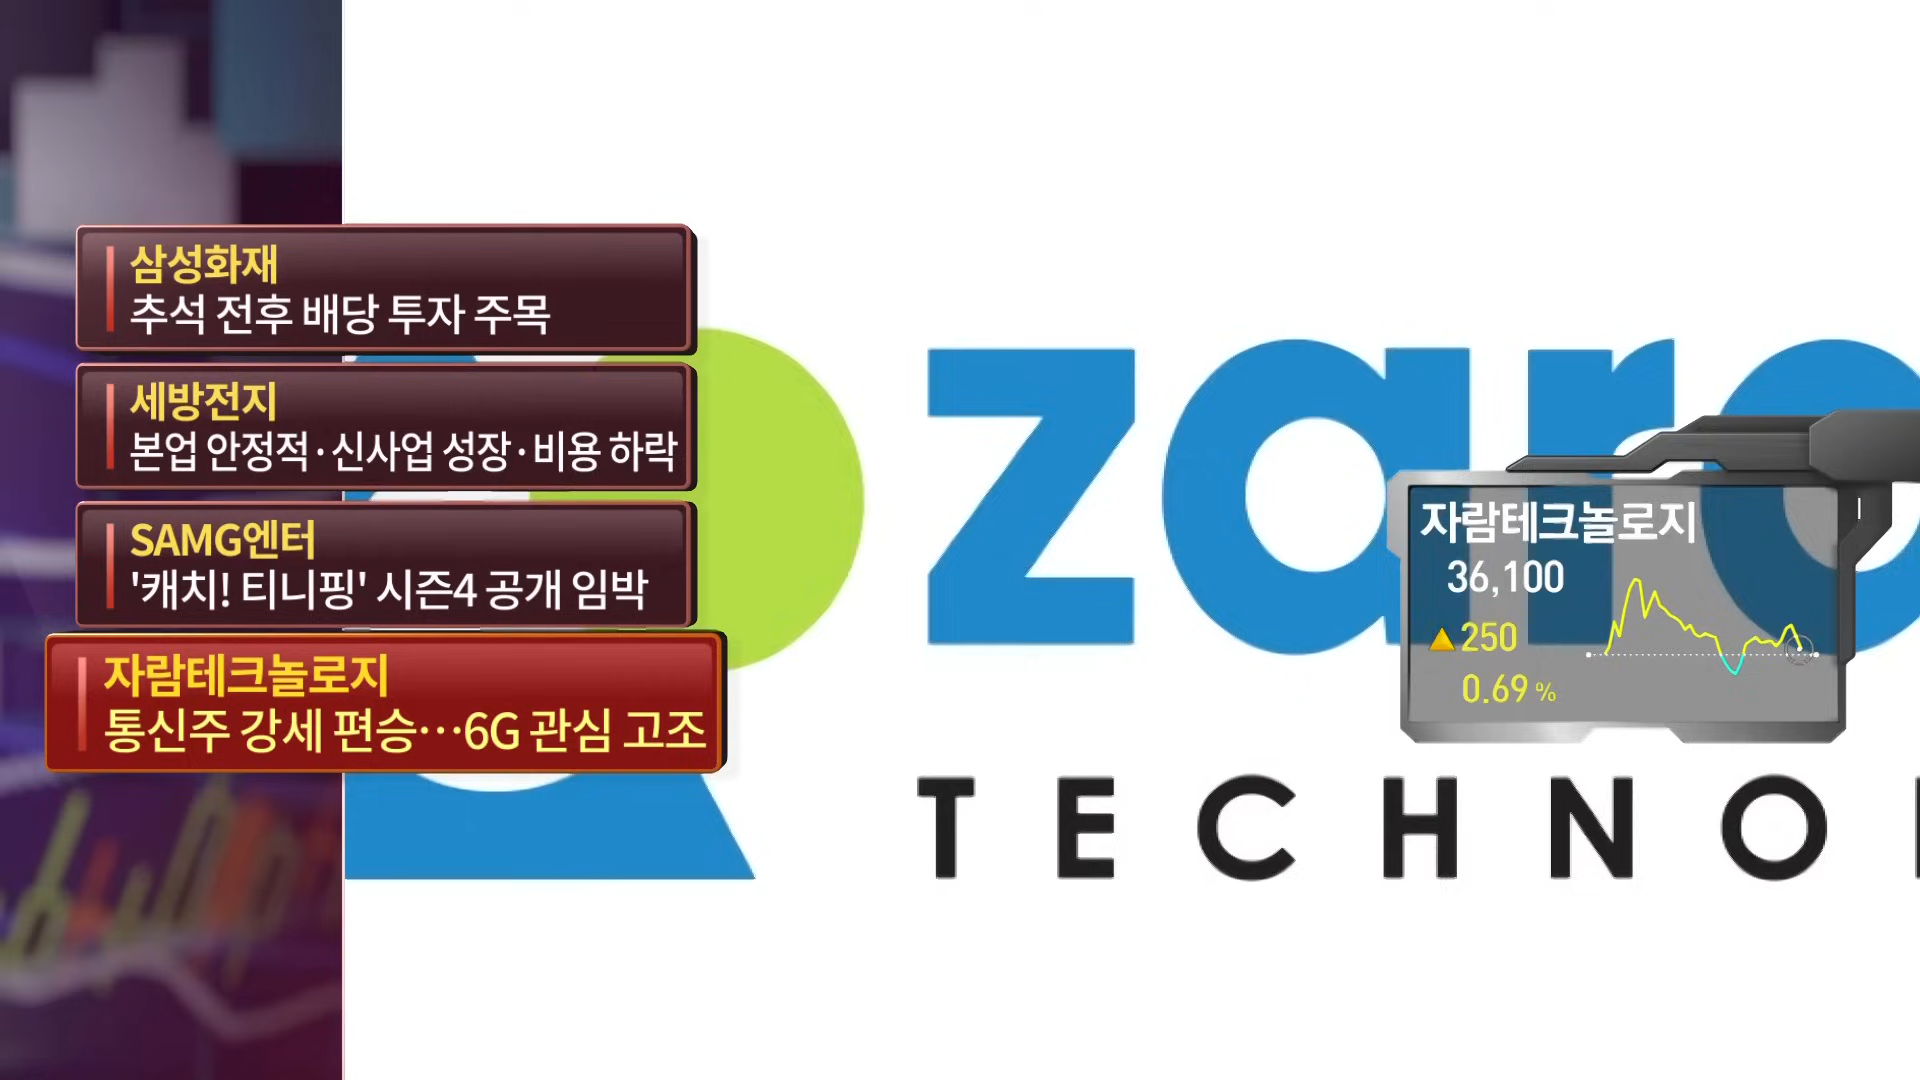 삼성화재
추석 전후 배당 투자 주목
세방전지
본업 안정적·신사업 성장·비용 하락
SAMG엔터
'캐치! 티니핑' 시즌4 공개 임박
자람테크놀로지
통신주 강세 편승…6G 관심 고조
zaro
TECHNO
자람테크놀로지
36,100
▲250
0.69 %